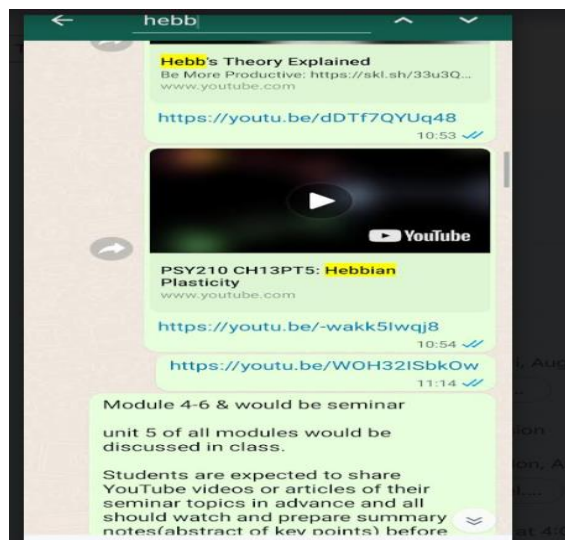 hebb
Hebb's Theory Explained
Be More Productive: https://skl.sh/33u3Q...
www.youtube.com
https://youtu.be/dDTf7QYUq48
10:53
YouTube
PSY210 CH13PT5: Hebbian
Plasticity
www.youtube.com
https://youtu.be/-wakk5Iwqj8
10:54
https://youtu.be/WOH32ISbkOw
11:14
Module 4-6 & would be seminar
unit 5 of all modules would be
discussed in class.
Students are expected to share
YouTube videos or articles of their
seminar topics in advance and all
should watch and prepare summary
notes(abstract of key points) before